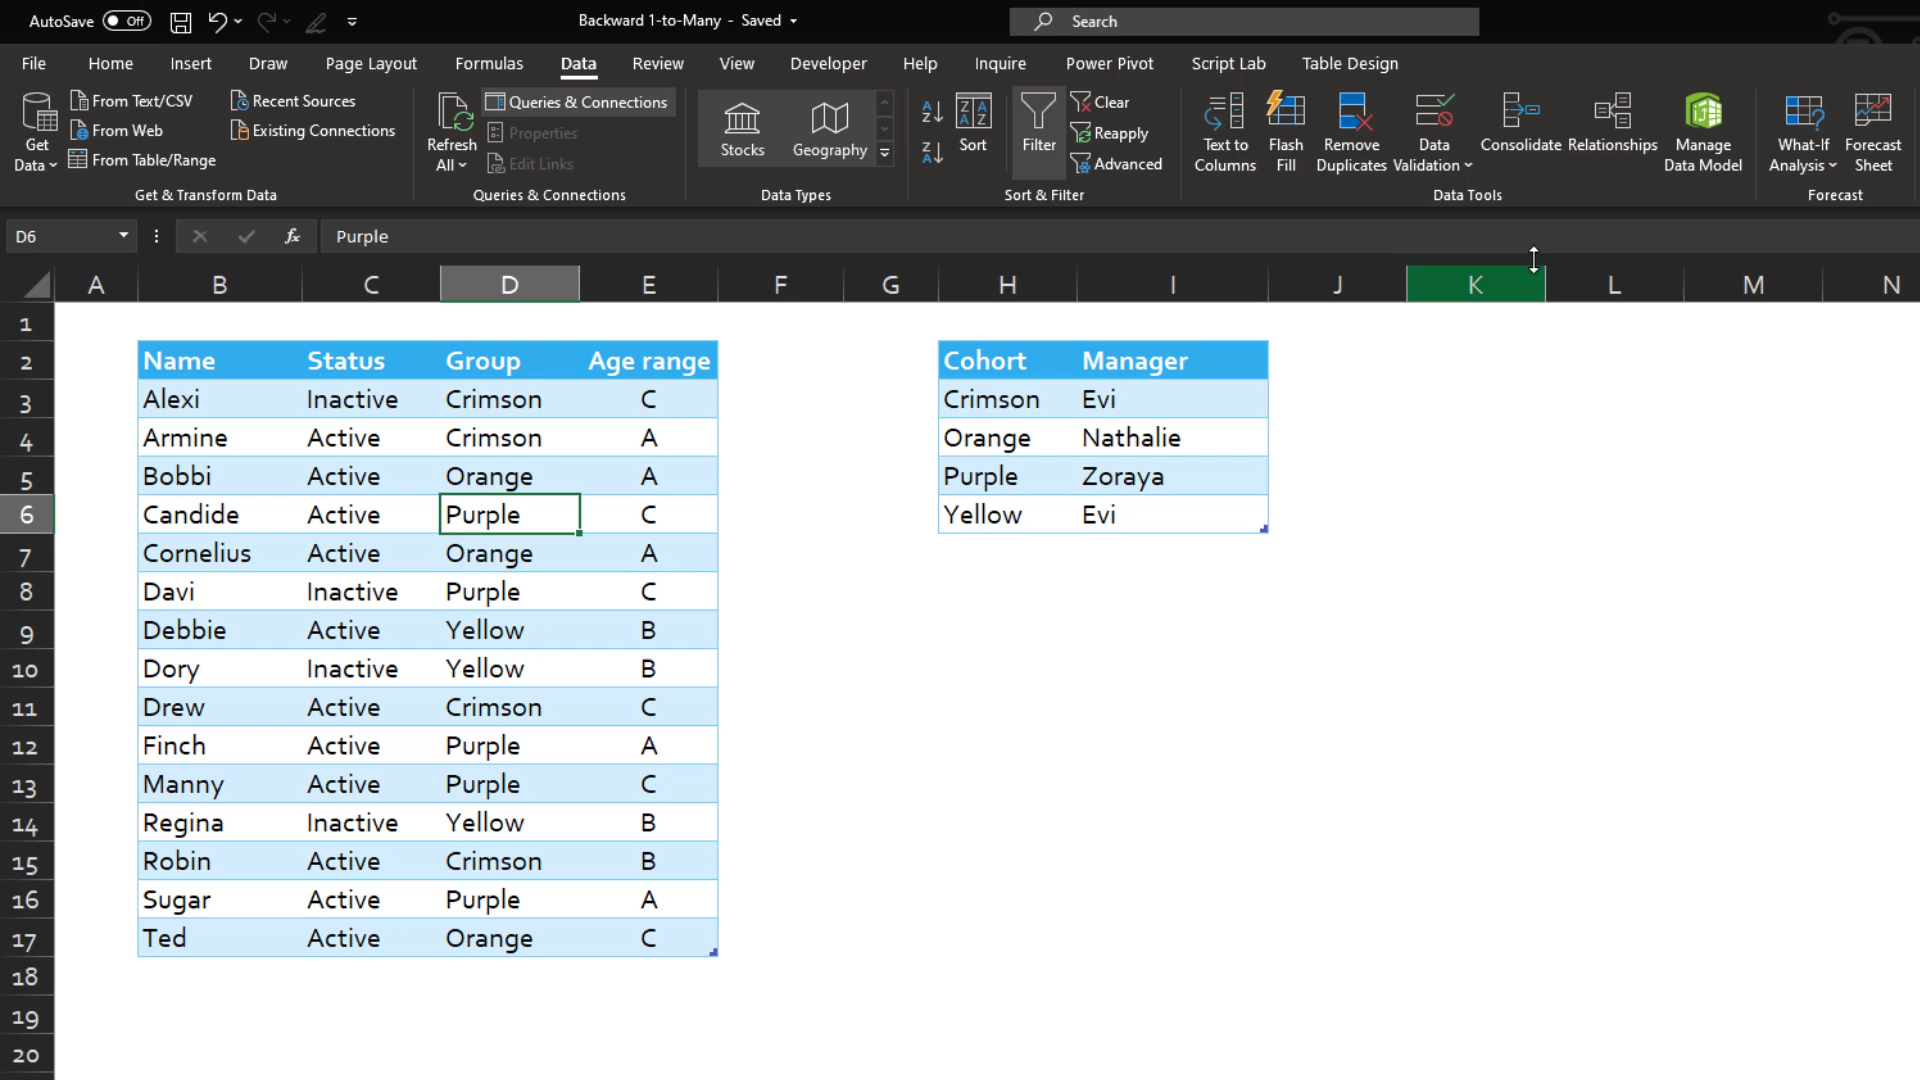 AutoSave Off Backward 1-to-Many - Saved Search
File Home Insert Draw Page Layout Formulas Data Review View Developer Help Inquire Power Pivot Script Lab Table Design
Get Data
From Text/CSV
From Web
From Table/Range
Recent Sources
Existing Connections
Get & Transform Data
Refresh All
Queries & Connections
Properties
Edit Links
Queries & Connections
Stocks
Geography
Data Types
A Z
Z A
Z A A Z
Sort
Filter
Clear
Reapply
Advanced
Sort & Filter
Text to Columns
Flash Fill
Remove Duplicates
Data Validation
Consolidate
Relationships
Manage Data Model
Data Tools
What-If Analysis
Forecast Sheet
Forecast
D6 fx Purple
A B C D E F G H I J K L M N
1
2 Name Status Group Age range Cohort Manager
3 Alexi Inactive Crimson C Crimson Evi
4 Armine Active Crimson A Orange Nathalie
5 Bobbi Active Orange A Purple Zoraya
6 Candide Active Purple C Yellow Evi
7 Cornelius Active Orange A
8 Davi Inactive Purple C
9 Debbie Active Yellow B
10 Dory Inactive Yellow B
11 Drew Active Crimson C
12 Finch Active Purple A
13 Manny Active Purple C
14 Regina Inactive Yellow B
15 Robin Active Crimson B
16 Sugar Active Purple A
17 Ted Active Orange C
18
19
20